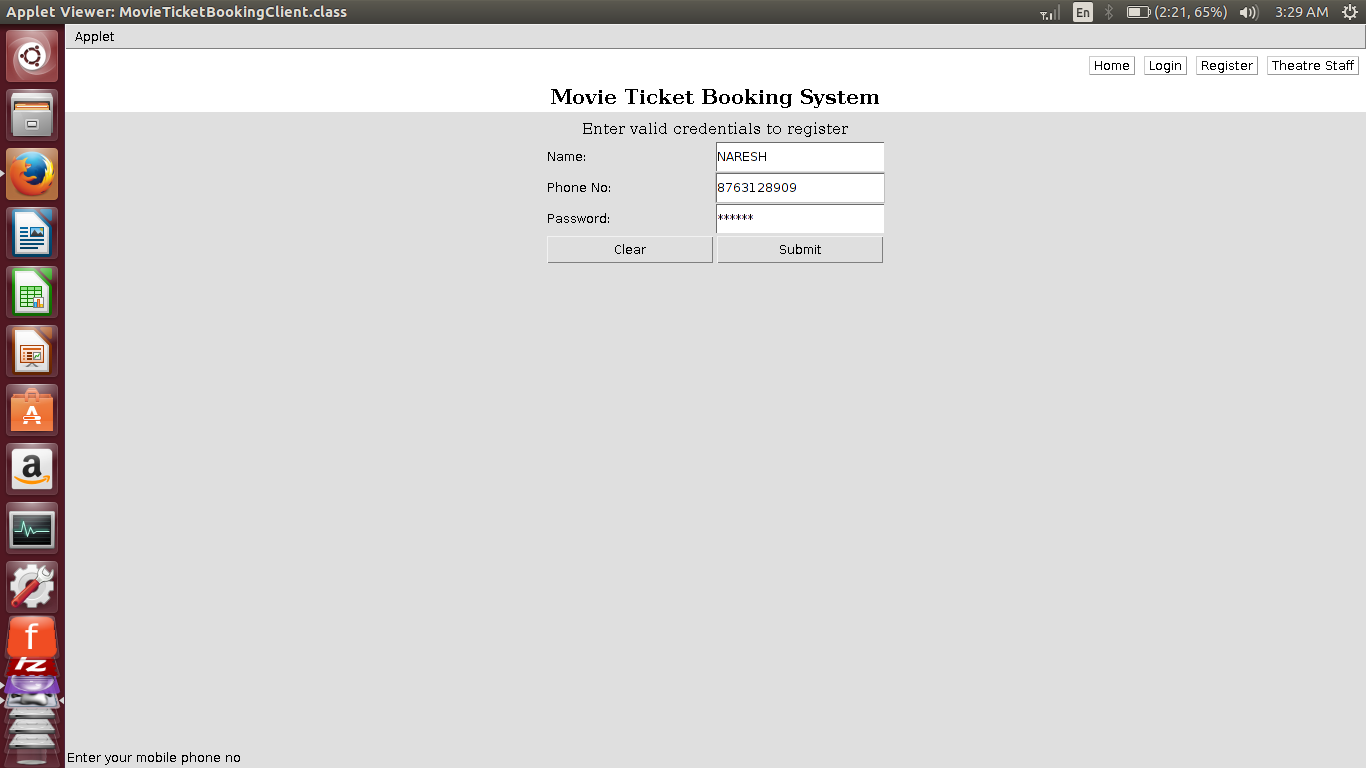 Applet Viewer: MovieTicketBookingClient.class En (2:21, 65%) 3:29 AM
Applet
Home Login Register Theatre Staff
Movie Ticket Booking System
Enter valid credentials to register
Name: NARESH
Phone No: 8763128909
Password: ******
Clear Submit
a
f
Enter your mobile phone no